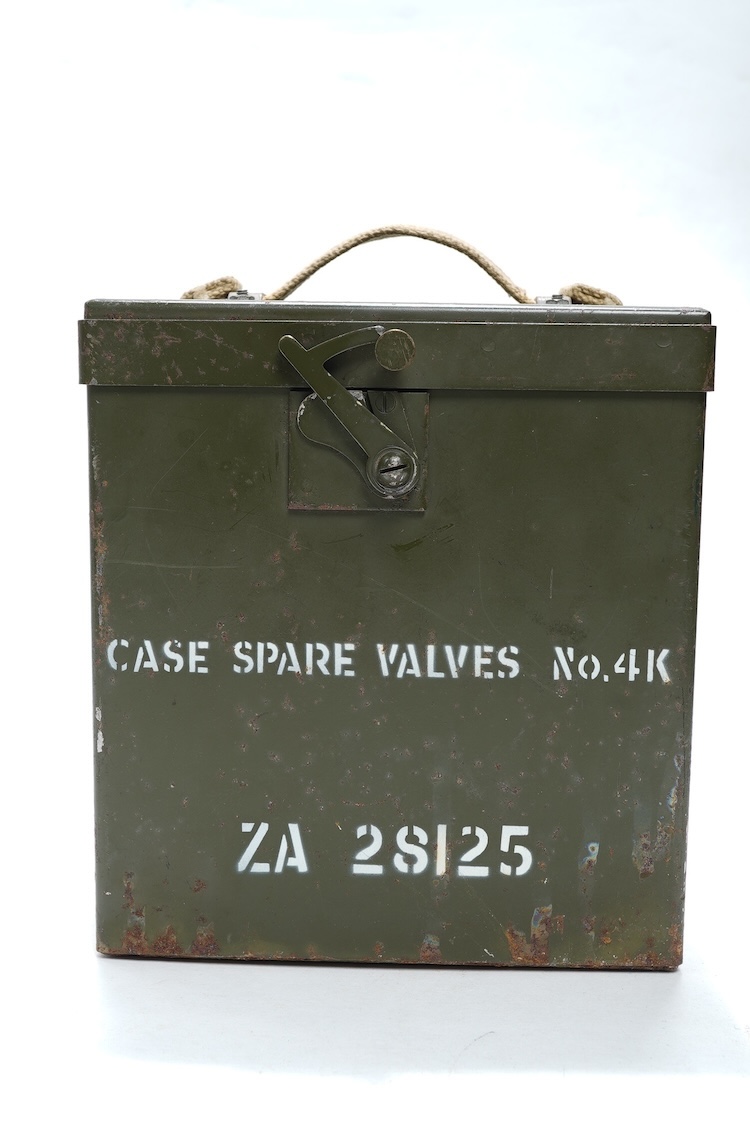 CASE SPARE VALVES No.4K
ZA 28125